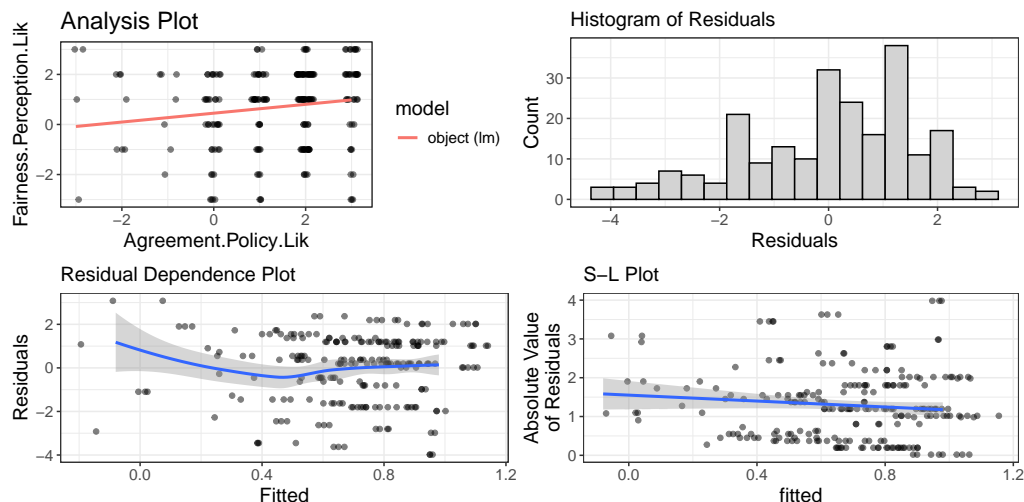 Analysis Plot
Fairness.Perception.Lik
2
0
−2
−2
0
2
Agreement.Policy.Lik
model
object (lm)
Histogram of Residuals
Count
30
20
10
0
−4
−2
0
2
Residuals
Residual Dependence Plot
Residuals
2
0
−2
−4
0.0
0.4
0.8
1.2
Fitted
S−L Plot
Absolute Value
of Residuals
4
3
2
1
0
0.0
0.4
0.8
1.2
fitted